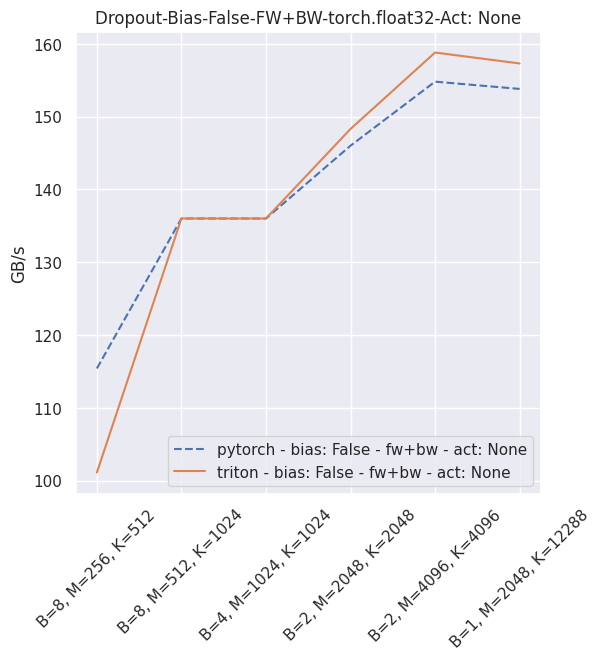 Dropout-Bias-False-FW+BW-torch.float32-Act: None
160
150
140
130
120
110
100
GB/s
pytorch - bias: False - fw+bw - act: None
triton - bias: False - fw+bw - act: None
B=8, M=256, K=512
B=8, M=512, K=1024
B=4, M=1024, K=1024
B=2, M=2048, K=2048
B=2, M=4096, K=4096
B=1, M=2048, K=12288